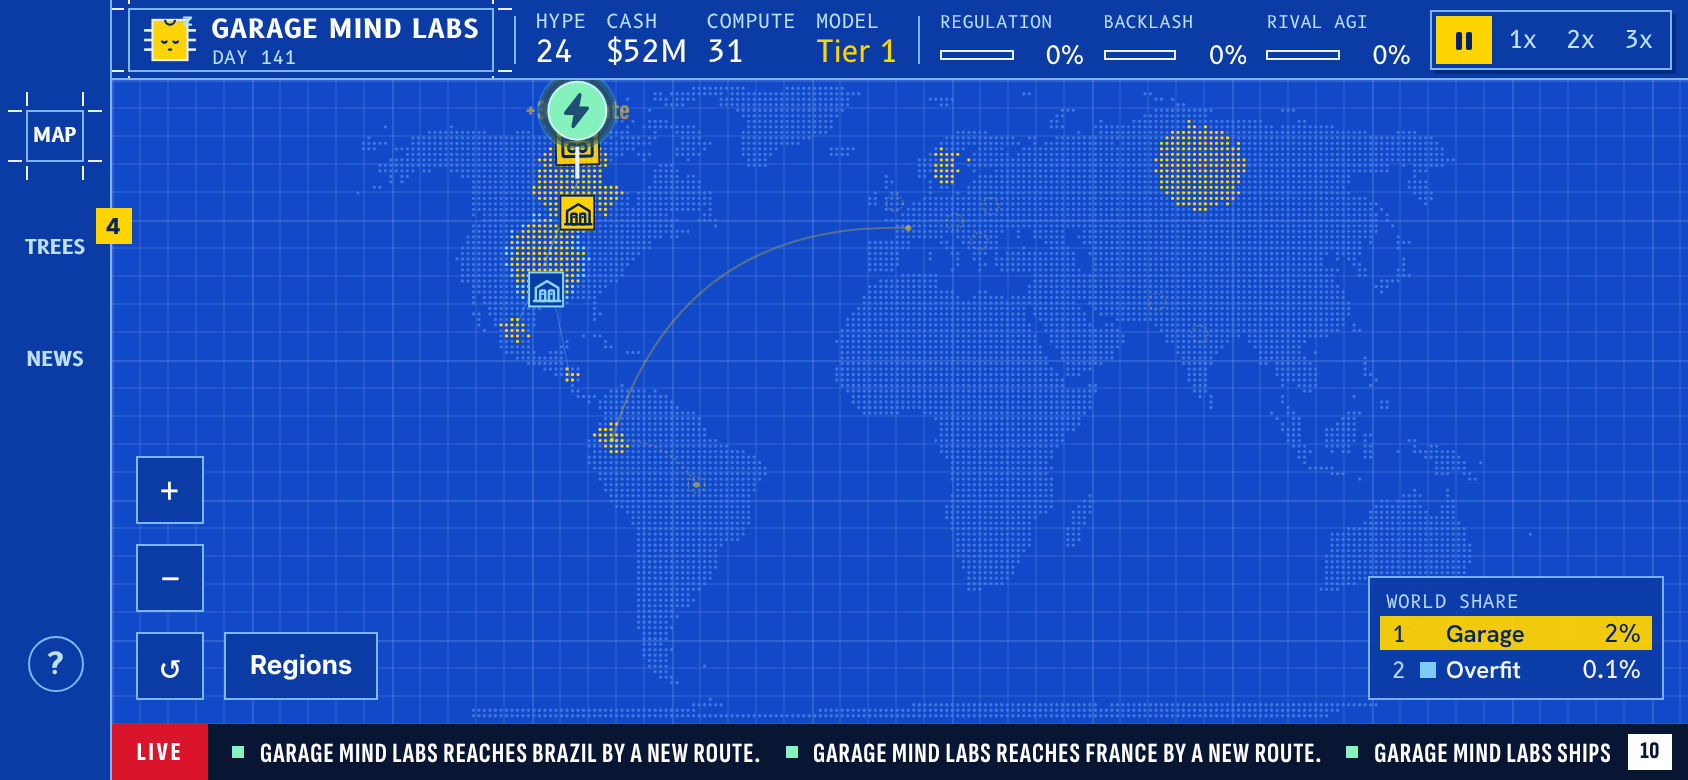 GARAGE MIND LABS
DAY 141
HYPE
24
CASH
$52M
COMPUTE
31
MODEL
Tier 1
REGULATION
0%
BACKLASH
0%
RIVAL AGI
0%
1x
2x
3x
MAP
4
TREES
NEWS
+
−
Regions
?
WORLD SHARE
1 Garage 2%
2 Overfit 0.1%
LIVE
GARAGE MIND LABS REACHES BRAZIL BY A NEW ROUTE. GARAGE MIND LABS REACHES FRANCE BY A NEW ROUTE. GARAGE MIND LABS SHIPS
10